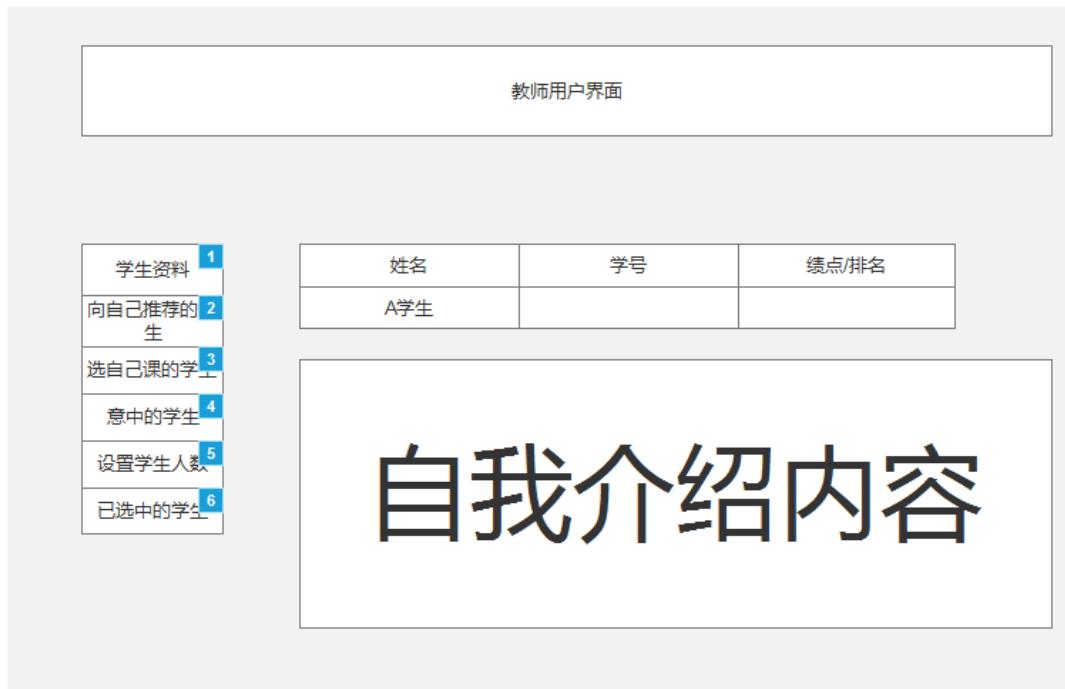 教师用户界面
学生资料 1
向自己推荐的 2
生
选自己课的学生 3
意中的学生 4
设置学生人数 5
已选中的学生 6
姓名 学号 绩点/排名
A学生
自我介绍内容